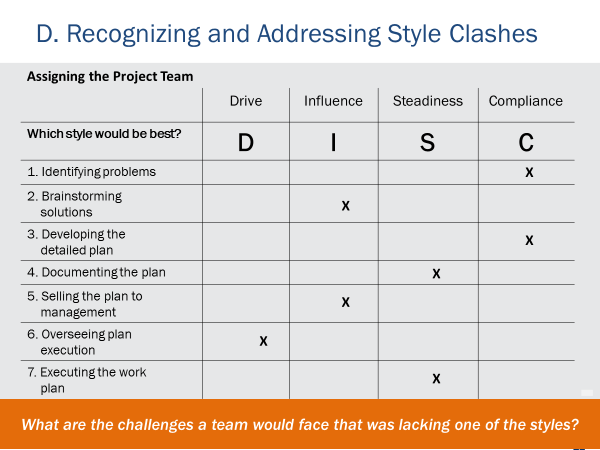 D. Recognizing and Addressing Style Clashes
Assigning the Project Team
Drive Influence Steadiness Compliance
Which style would be best? D I S C
1. Identifying problems X
2. Brainstorming
solutions X
3. Developing the
detailed plan X
4. Documenting the plan X
5. Selling the plan to
management X
6. Overseeing plan
execution X
7. Executing the work
plan X
What are the challenges a team would face that was lacking one of the styles?